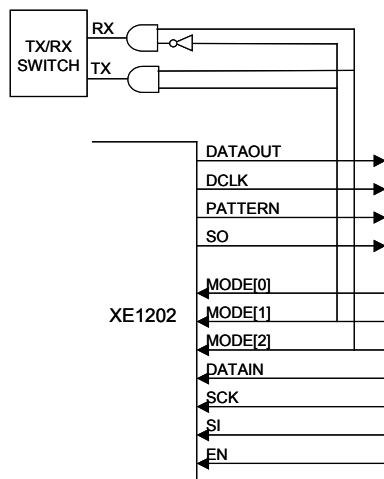 RX
TX/RX
SWITCH
TX
DATAOUT
DCLK
PATTERN
SO
MODE[0]
XE1202
MODE[1]
MODE[2]
DATAIN
SCK
SI
EN